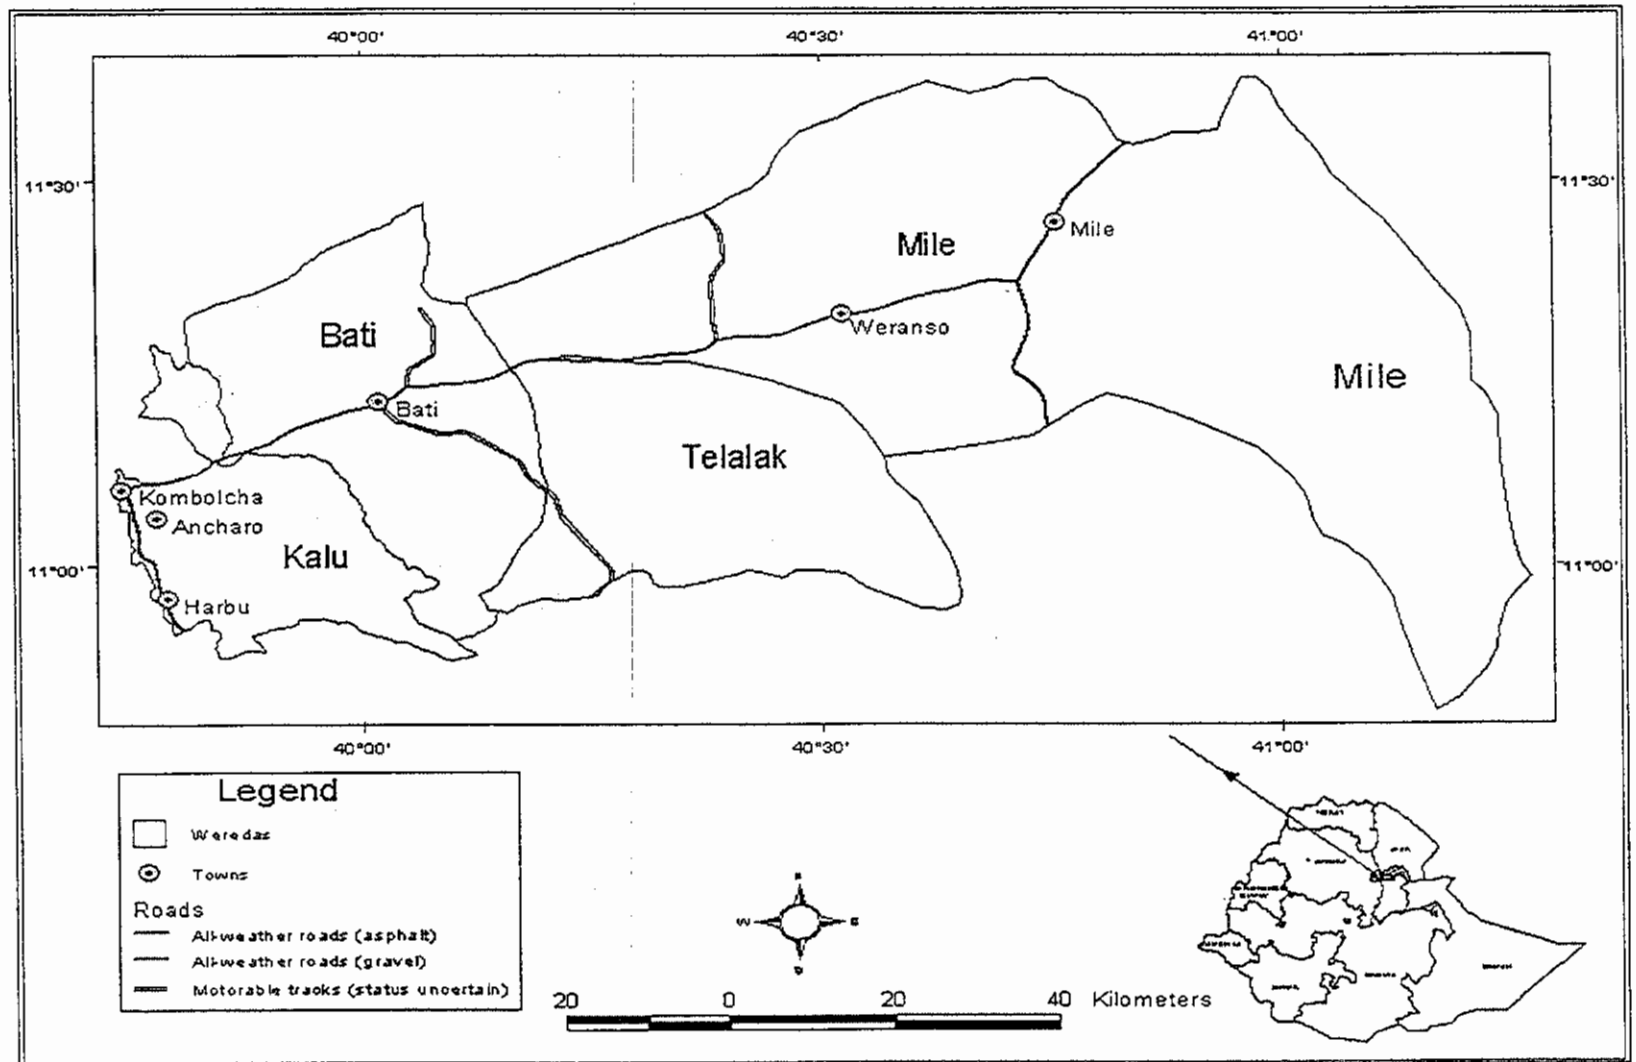 40°00' 40°30' 41°00'
11°30' 11°30'
Mile
Mile
Weranso
Bati
Mile
Bati
Telalak
Kombolcha
Ancharo
Kalu
11°00' 11°00'
Harbu
40°00' 40°30' 41°00'
Legend
Weredas
Towns
Roads
All-weather roads (asphalt)
All-weather roads (gravel)
Motorable tracks (status uncertain)
W
20 0 20 40 Kilometers